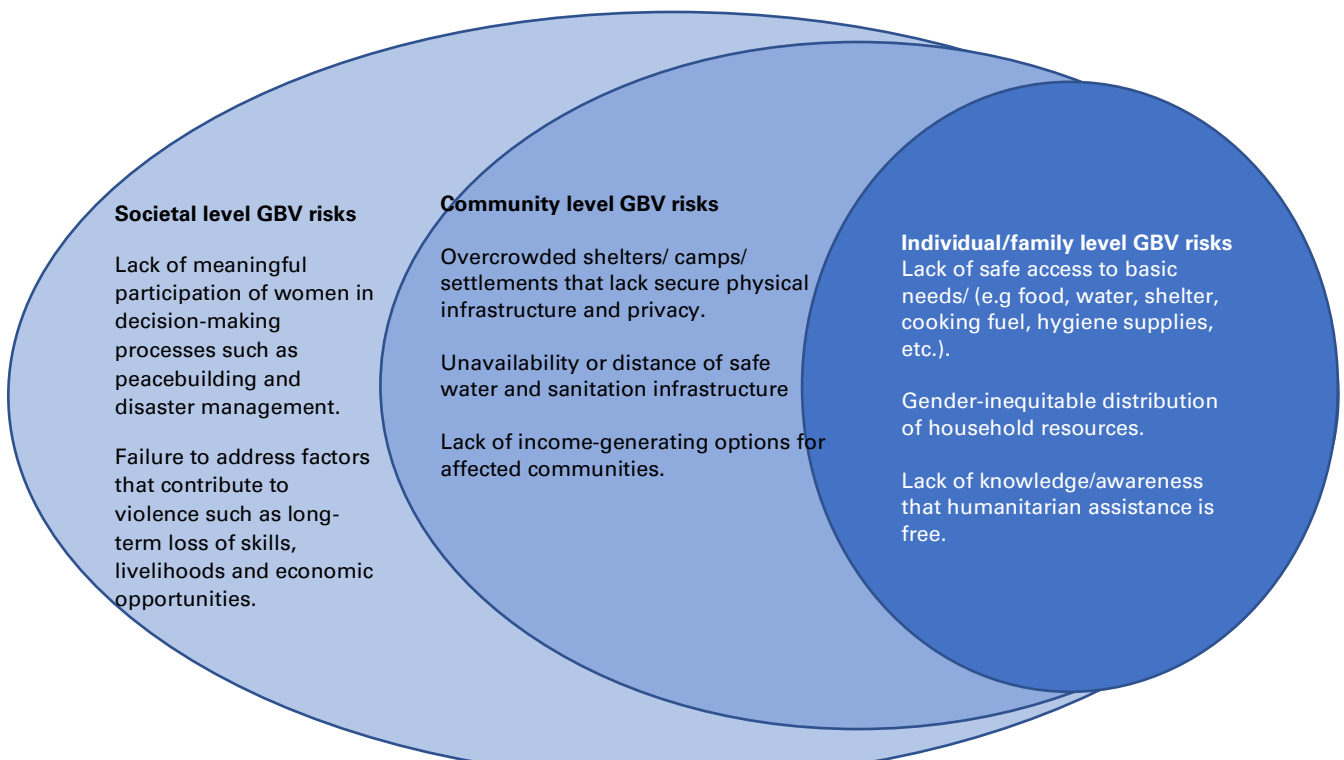 Societal level GBV risks
Lack of meaningful
participation of women in
decision-making
processes such as
peacebuilding and
disaster management.
Failure to address factors
that contribute to
violence such as long-
term loss of skills,
livelihoods and economic
opportunities.
Community level GBV risks
Overcrowded shelters/ camps/
settlements that lack secure physical
infrastructure and privacy.
Unavailability or distance of safe
water and sanitation infrastructure
Lack of income-generating options for
affected communities.
Individual/family level GBV risks
Lack of safe access to basic
needs/ (e.g food, water, shelter,
cooking fuel, hygiene supplies,
etc.).
Gender-inequitable distribution
of household resources.
Lack of knowledge/awareness
that humanitarian assistance is
free.